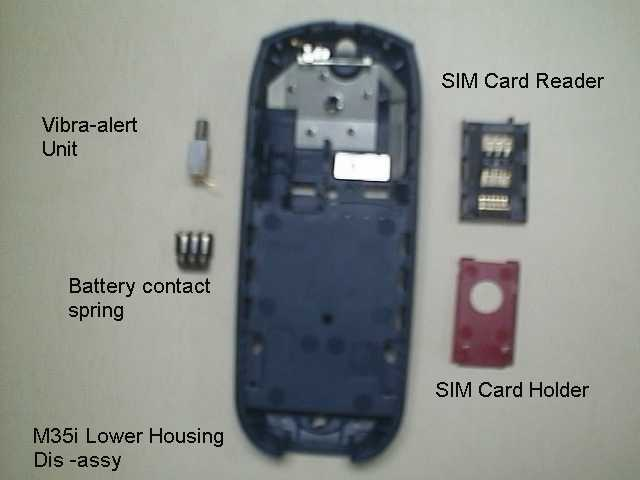 SIM Card Reader
Vibra-alert
Unit
Battery contact
spring
SIM Card Holder
M35i Lower Housing
Dis -assy